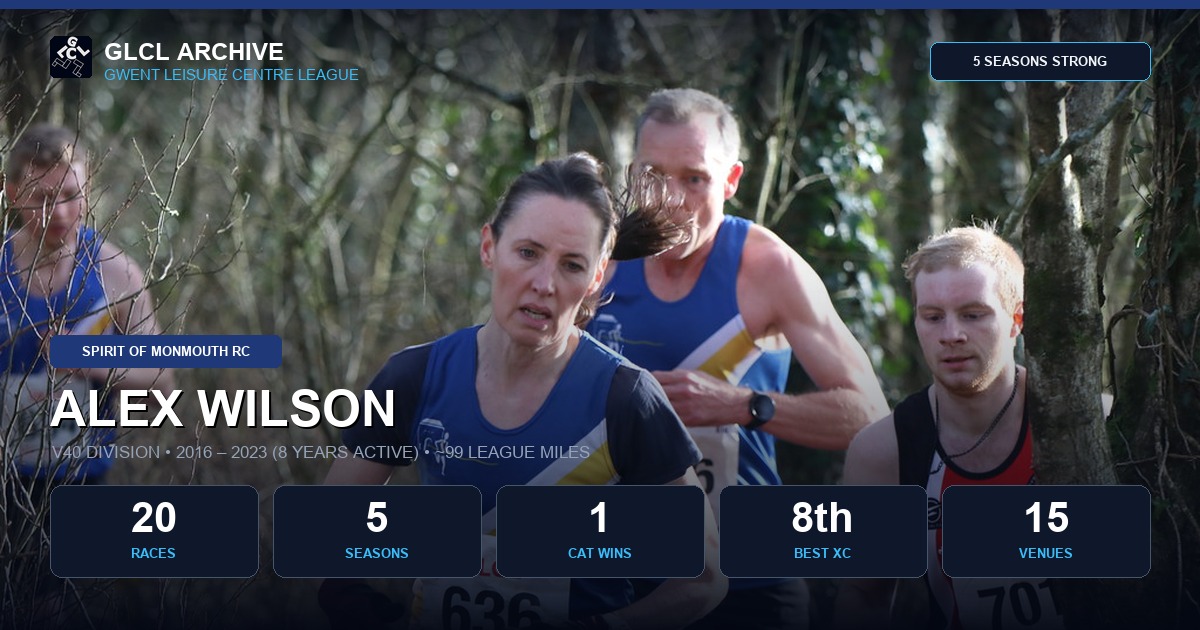 GLCL ARCHIVE
GWENT LEISURE CENTRE LEAGUE
5 SEASONS STRONG
SPIRIT OF MONMOUTH RC
ALEX WILSON
V40 DIVISION • 2016 – 2023 (8 YEARS ACTIVE) • ~99 LEAGUE MILES
20
RACES
5
SEASONS
1
CAT WINS
8th
BEST XC
15
VENUES
636
701